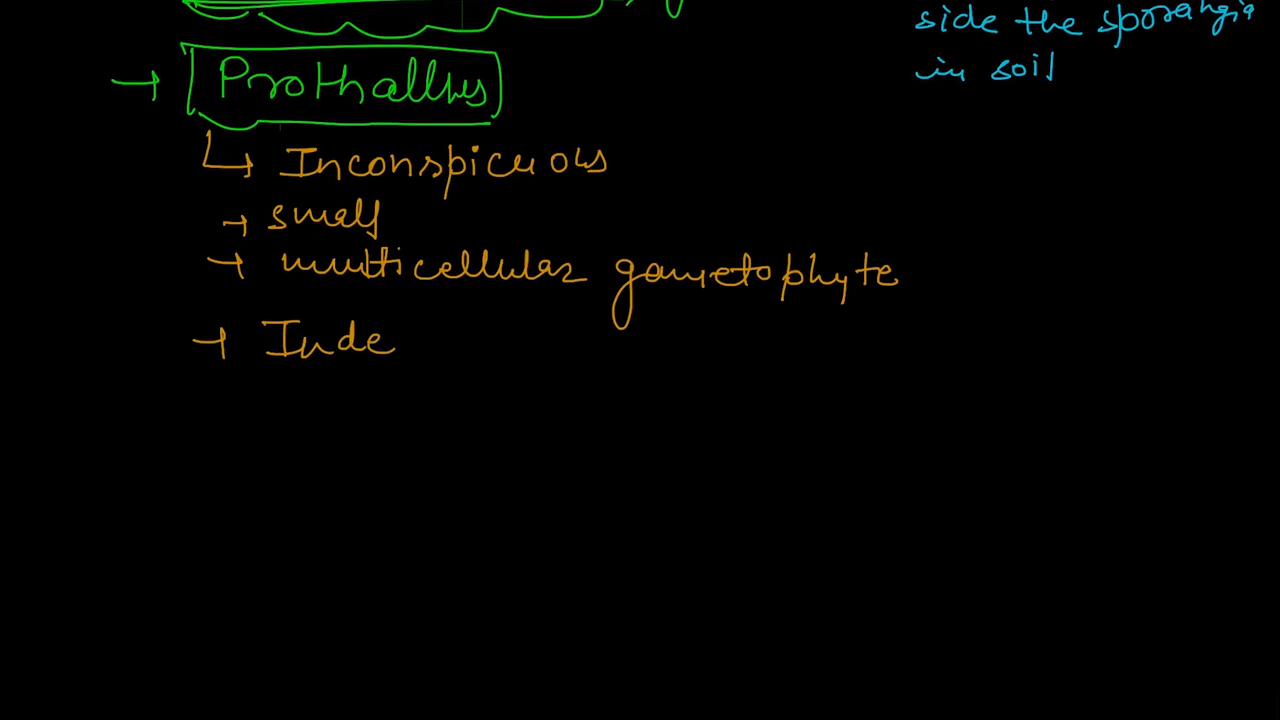 side the sporangia
in soil
→ Prothallus
Inconspicuous
→ small
→ multicellular gametophyte
→ Inde